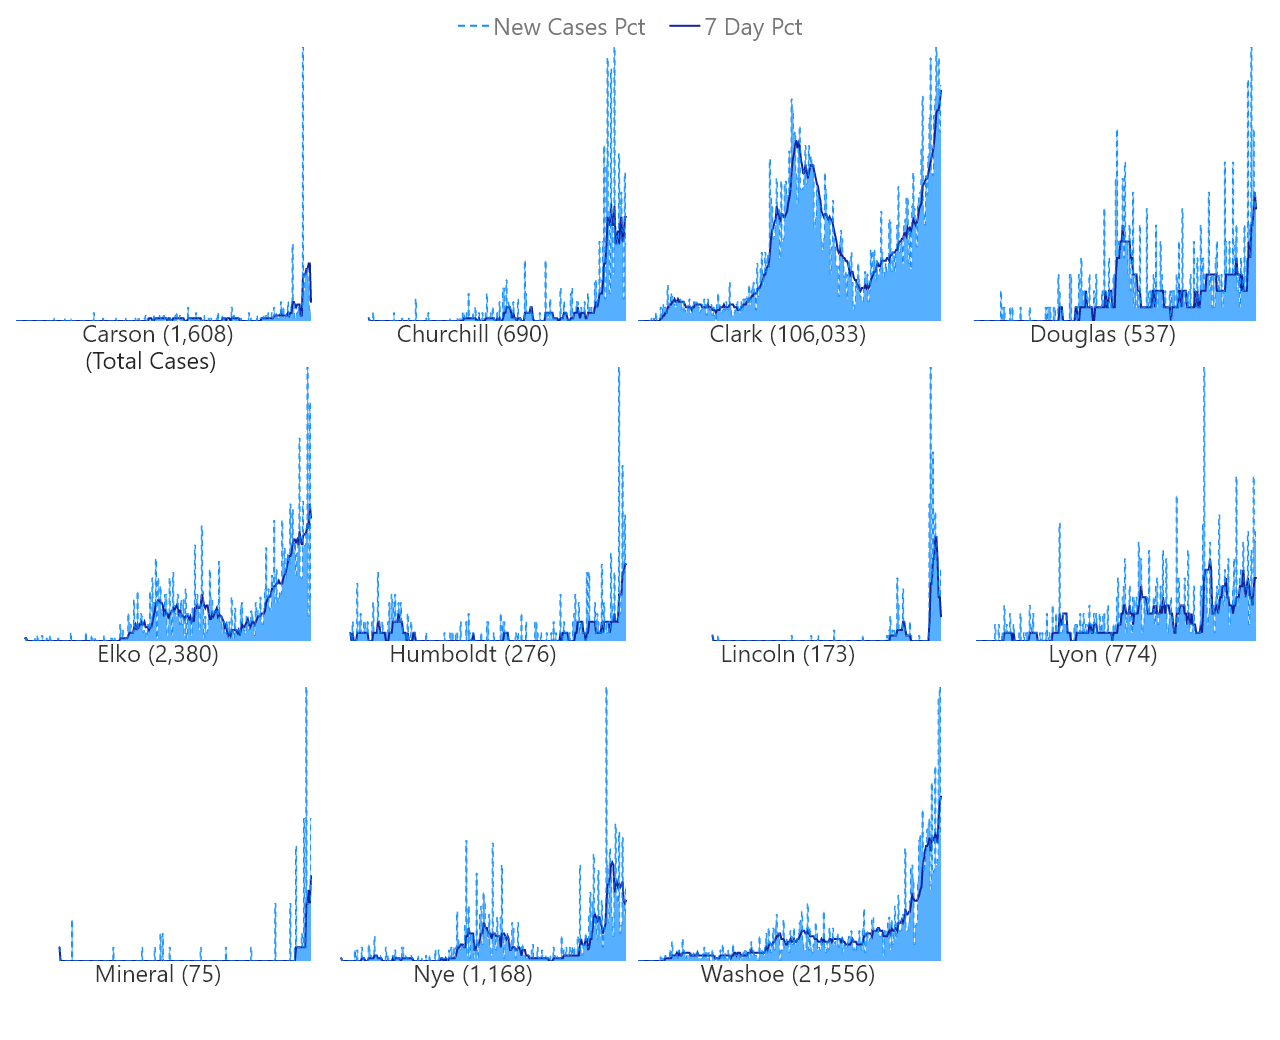 New Cases Pct 7 Day Pct
Carson (1,608) Churchill (690) Clark (106,033) Douglas (537)
(Total Cases)
Elko (2,380) Humboldt (276) Lincoln (173) Lyon (774)
Mineral (75) Nye (1,168) Washoe (21,556)